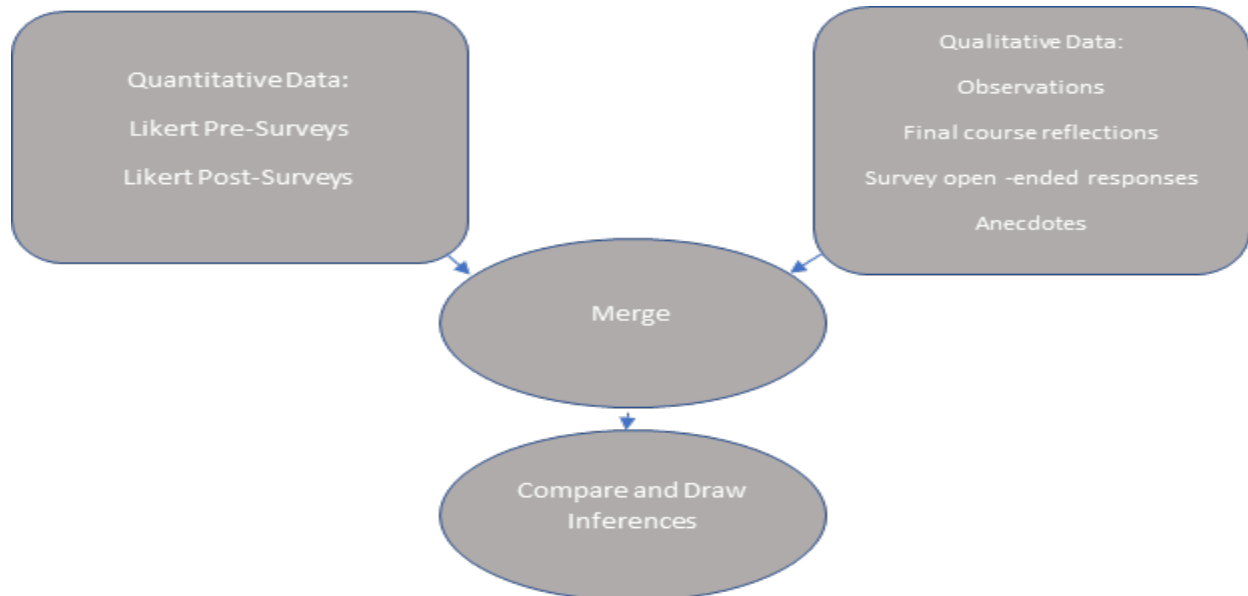 Quantitative Data:
Likert Pre-Surveys
Likert Post-Surveys
Qualitative Data:
Observations
Final course reflections
Survey open -ended responses
Anecdotes
Merge
Compare and Draw
Inferences